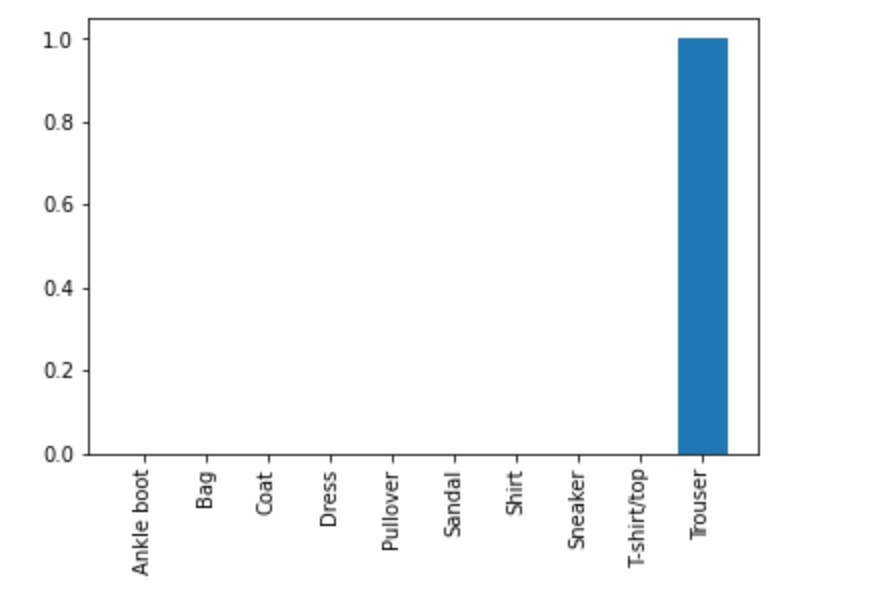 1.0
0.8
0.6
0.4
0.2
0.0
Ankle boot
Bag
Coat
Dress
Pullover
Sandal
Shirt
Sneaker
T-shirt/top
Trouser